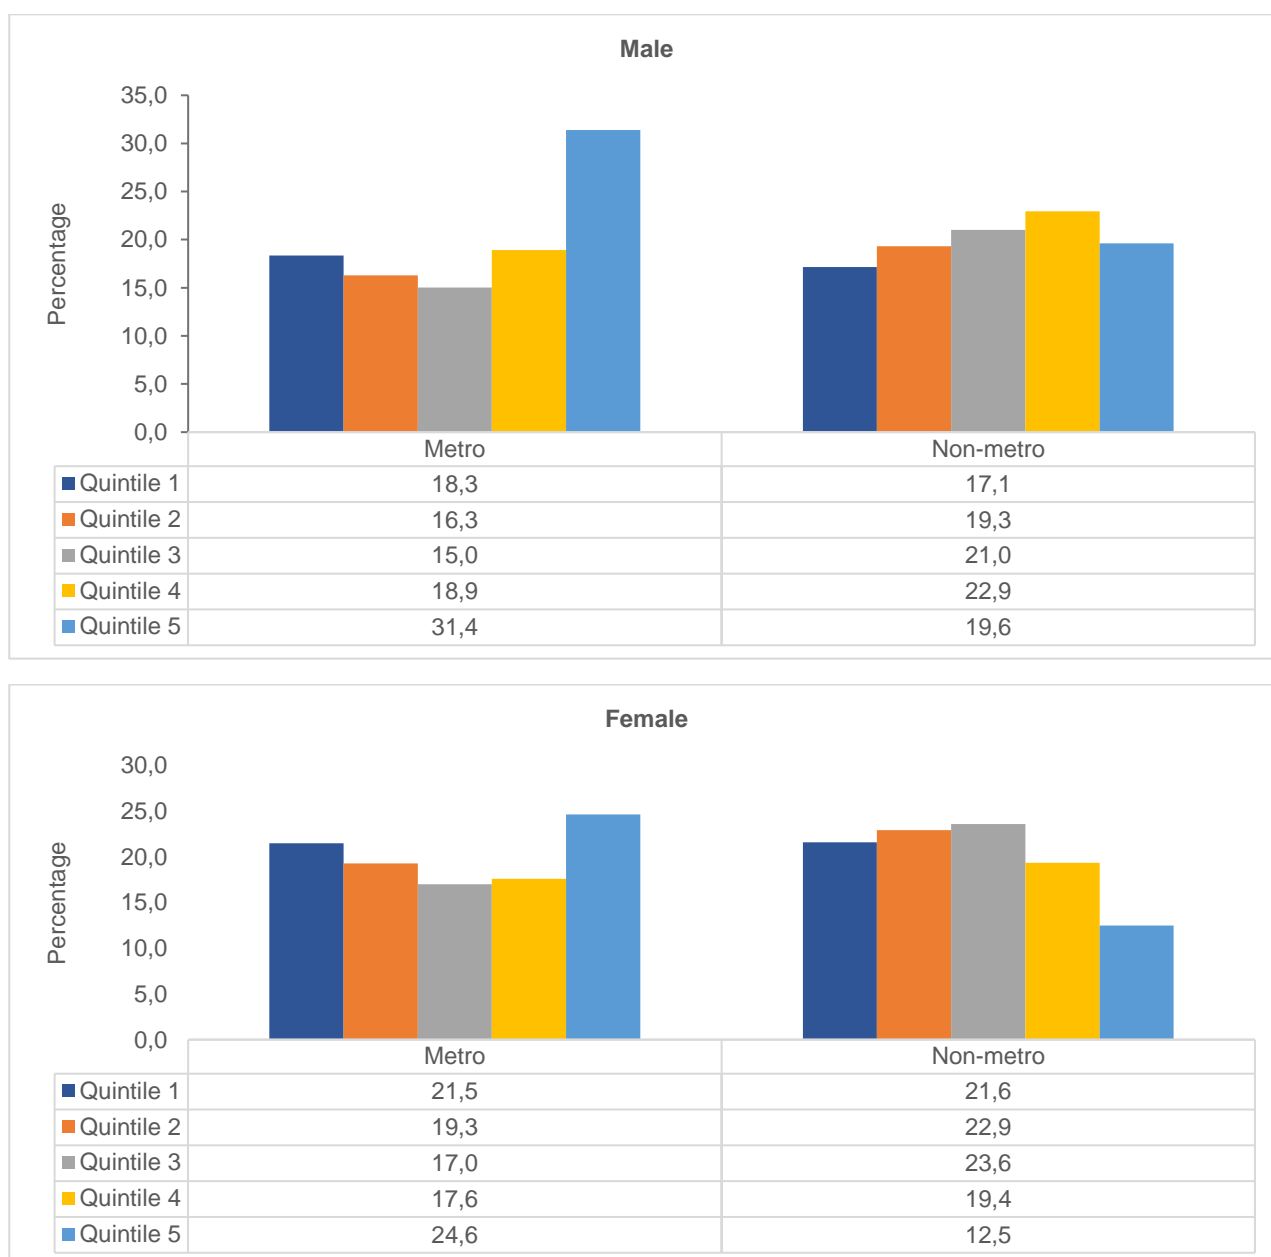 Male
35,0
30,0
25,0
20,0
15,0
10,0
5,0
0,0
Percentage
Metro Non-metro
Quintile 1 18,3 17,1
Quintile 2 16,3 19,3
Quintile 3 15,0 21,0
Quintile 4 18,9 22,9
Quintile 5 31,4 19,6
Female
30,0
25,0
20,0
15,0
10,0
5,0
0,0
Percentage
Metro Non-metro
Quintile 1 21,5 21,6
Quintile 2 19,3 22,9
Quintile 3 17,0 23,6
Quintile 4 17,6 19,4
Quintile 5 24,6 12,5